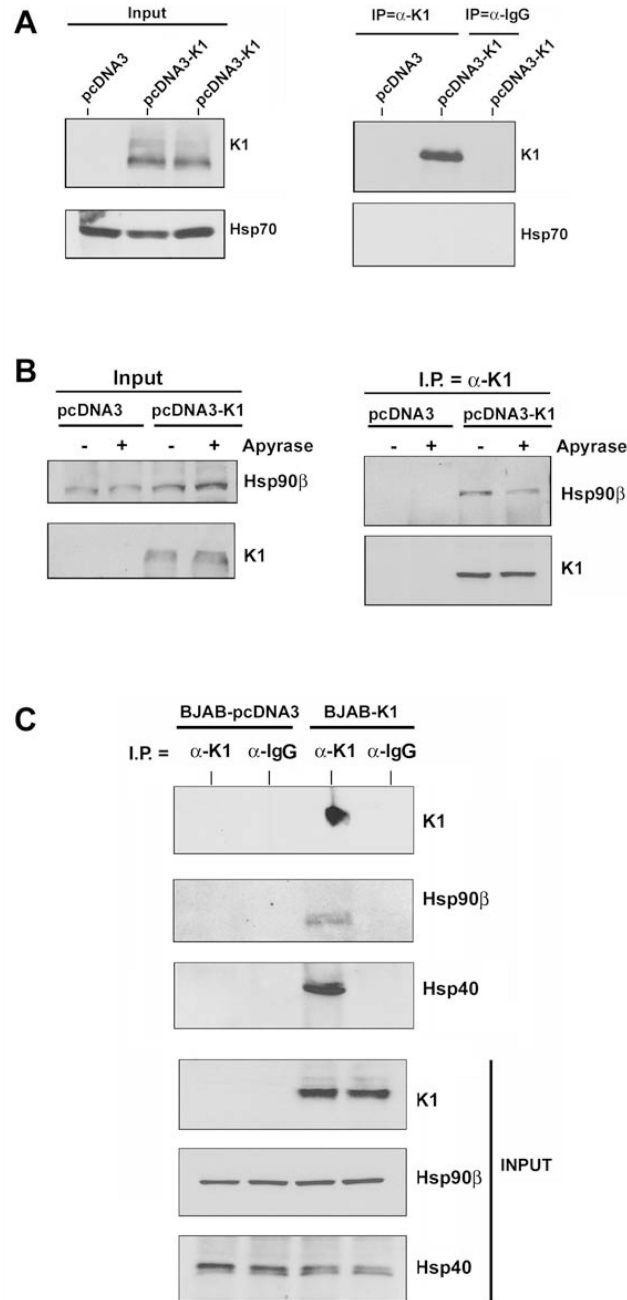 A
Input
pcDNA3
pcDNA3-K1
pcDNA3-K1
K1
Hsp70
IP=α-K1 IP=α-IgG
pcDNA3
pcDNA3-K1
pcDNA3-K1
K1
Hsp70
B
Input
pcDNA3 pcDNA3-K1
- + - + Apyrase
Hsp90β
K1
I.P. = α-K1
pcDNA3 pcDNA3-K1
- + - + Apyrase
Hsp90β
K1
C
BJAB-pcDNA3 BJAB-K1
I.P. = α-K1 α-IgG α-K1 α-IgG
K1
Hsp90β
Hsp40
K1
Hsp90β
Hsp40
INPUT